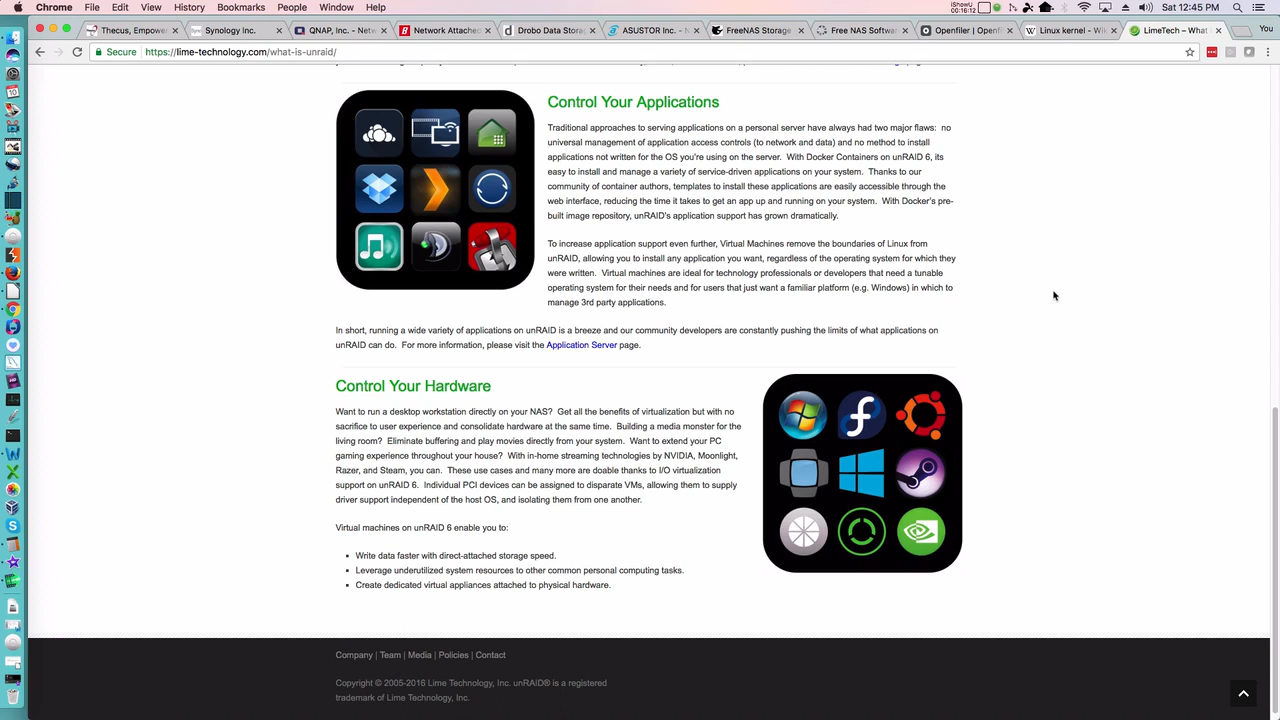 Chrome File Edit View History Bookmarks People Window Help
iShowU
00:16:12
Sat 12:45 PM
Thecus, Empower
Synology Inc.
QNAP, Inc. - Netw
Network Attached
Drobo Data Storag
ASUSTOR Inc. - N
FreeNAS Storage
Free NAS Softwar
Openfiler | Openfi
Linux kernel - Wik
LimeTech – What
You
Secure https://lime-technology.com/what-is-unraid/
Control Your Applications
Traditional approaches to serving applications on a personal server have always had two major flaws: no
universal management of application access controls (to network and data) and no method to install
applications not written for the OS you're using on the server. With Docker Containers on unRAID 6, its
easy to install and manage a variety of service-driven applications on your system. Thanks to our
community of container authors, templates to install these applications are easily accessible through the
web interface, reducing the time it takes to get an app up and running on your system. With Docker's pre-
built image repository, unRAID's application support has grown dramatically.
To increase application support even further, Virtual Machines remove the boundaries of Linux from
unRAID, allowing you to install any application you want, regardless of the operating system for which they
were written. Virtual machines are ideal for technology professionals or developers that need a tunable
operating system for their needs and for users that just want a familiar platform (e.g. Windows) in which to
manage 3rd party applications.
In short, running a wide variety of applications on unRAID is a breeze and our community developers are constantly pushing the limits of what applications on
unRAID can do. For more information, please visit the Application Server page.
Control Your Hardware
Want to run a desktop workstation directly on your NAS? Get all the benefits of virtualization but with no
sacrifice to user experience and consolidate hardware at the same time. Building a media monster for the
living room? Eliminate buffering and play movies directly from your system. Want to extend your PC
gaming experience throughout your house? With in-home streaming technologies by NVIDIA, Moonlight,
Razer, and Steam, you can. These use cases and many more are doable thanks to I/O virtualization
support on unRAID 6. Individual PCI devices can be assigned to disparate VMs, allowing them to supply
driver support independent of the host OS, and isolating them from one another.
Virtual machines on unRAID 6 enable you to:
Write data faster with direct-attached storage speed.
Leverage underutilized system resources to other common personal computing tasks.
Create dedicated virtual appliances attached to physical hardware.
Company | Team | Media | Policies | Contact
Copyright © 2005-2016 Lime Technology, Inc. unRAID® is a registered
trademark of Lime Technology, Inc.